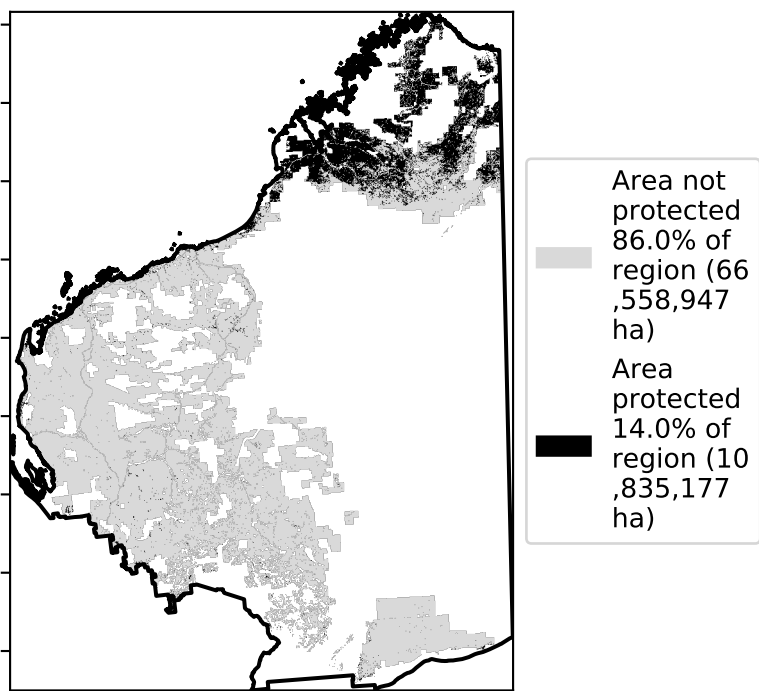 Area not
protected
86.0% of
region (66
,558,947
ha)
Area
protected
14.0% of
region (10
,835,177
ha)